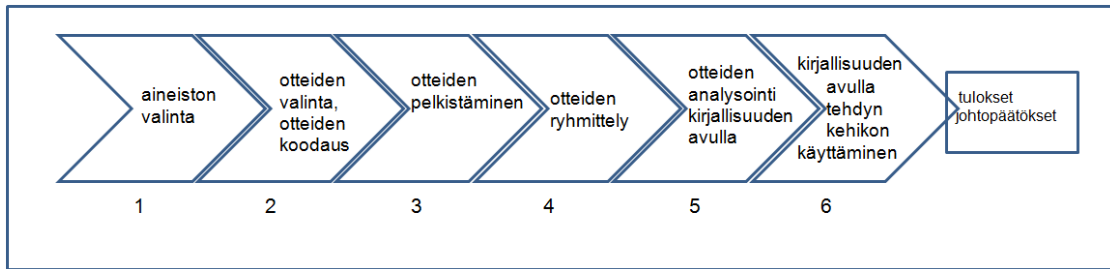 aineiston
valinta
otteiden
valinta,
otteiden
koodaus
otteiden
pelkistäminen
otteiden
ryhmittely
otteiden
analysointi
kirjallisuuden
avulla
kirjallisuuden
avulla
tehdyn
kehikon
käyttäminen
tulokset
johtopäätökset
1
2
3
4
5
6